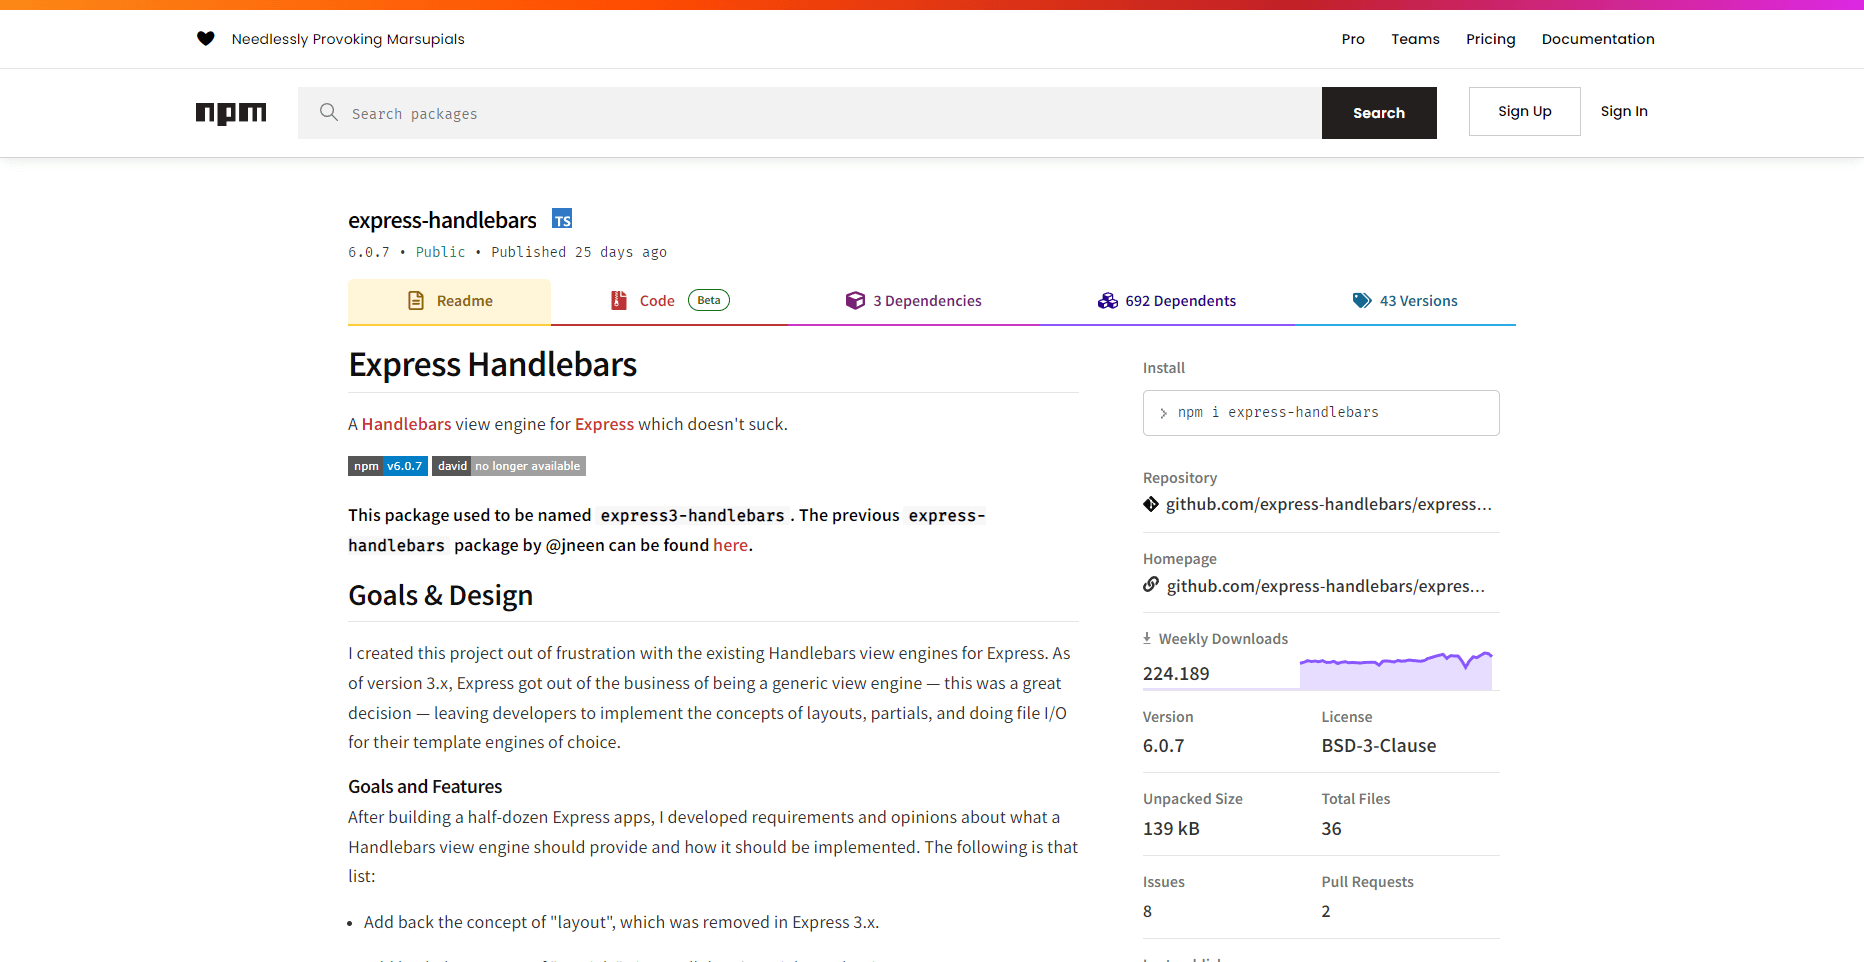 Needlessly Provoking Marsupials
Pro Teams Pricing Documentation
npm
Search packages
Search
Sign Up
Sign In
express-handlebars TS
6.0.7 • Public • Published 25 days ago
Readme
Code Beta
3 Dependencies
692 Dependents
43 Versions
Express Handlebars
A Handlebars view engine for Express which doesn't suck.
npm v6.0.7 david no longer available
This package used to be named express3-handlebars. The previous express-
handlebars package by @jneen can be found here.
Goals & Design
I created this project out of frustration with the existing Handlebars view engines for Express. As
of version 3.x, Express got out of the business of being a generic view engine — this was a great
decision — leaving developers to implement the concepts of layouts, partials, and doing file I/O
for their template engines of choice.
Goals and Features
After building a half-dozen Express apps, I developed requirements and opinions about what a
Handlebars view engine should provide and how it should be implemented. The following is that
list:
• Add back the concept of "layout", which was removed in Express 3.x.
Install
> npm i express-handlebars
Repository
github.com/express-handlebars/express...
Homepage
github.com/express-handlebars/expres...
Weekly Downloads
224.189
Version License
6.0.7 BSD-3-Clause
Unpacked Size Total Files
139 kB 36
Issues Pull Requests
8 2